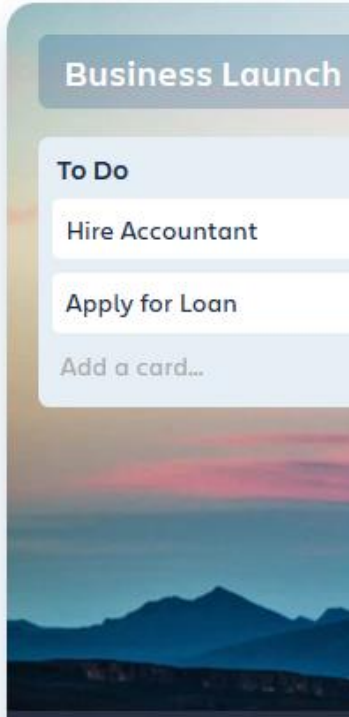 Business Launch
To Do
Hire Accountant
Apply for Loan
Add a card...